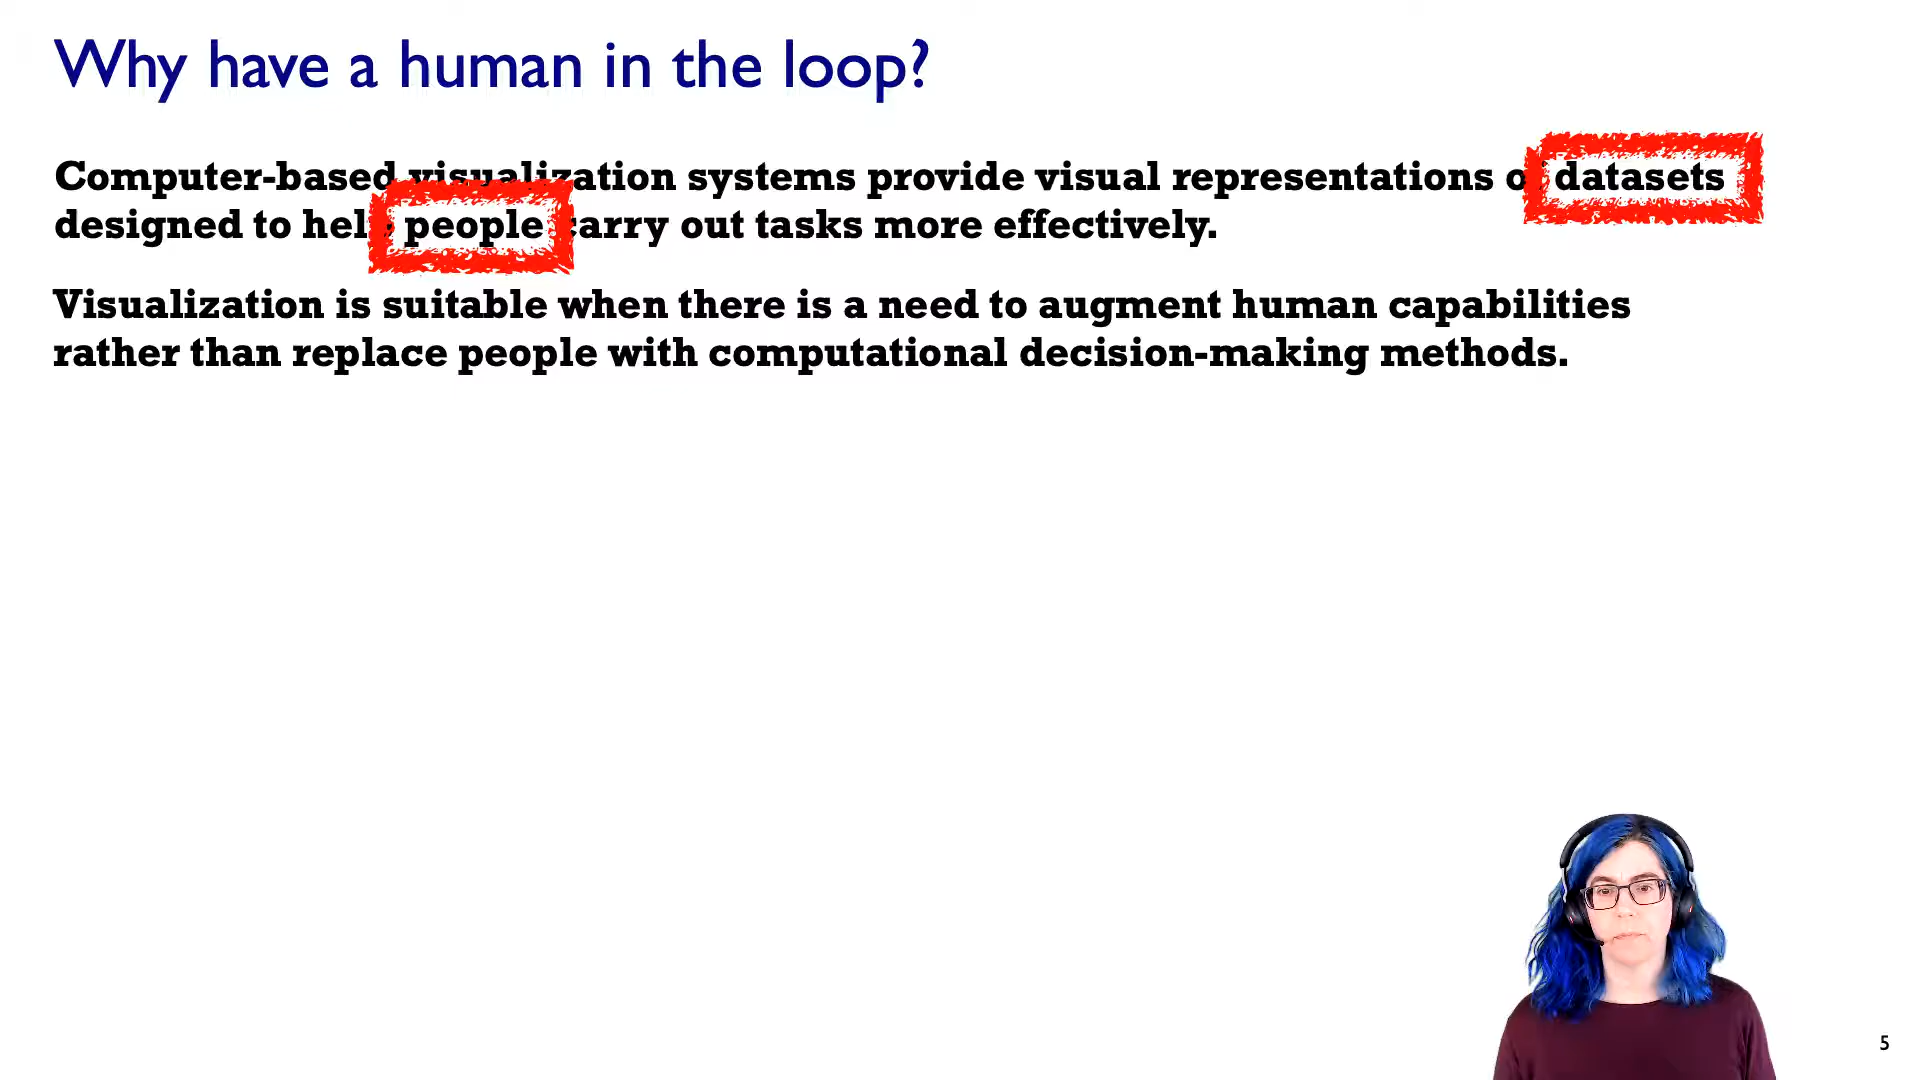 Why have a human in the loop?
Computer-based visualization systems provide visual representations of datasets
designed to help people carry out tasks more effectively.
Visualization is suitable when there is a need to augment human capabilities
rather than replace people with computational decision-making methods.
5